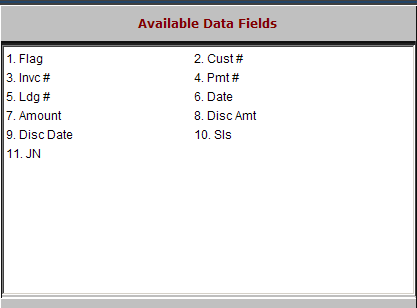 Available Data Fields
1. Flag 2. Cust #
3. Invc # 4. Pmt #
5. Ldg # 6. Date
7. Amount 8. Disc Amt
9. Disc Date 10. Sls
11. JN